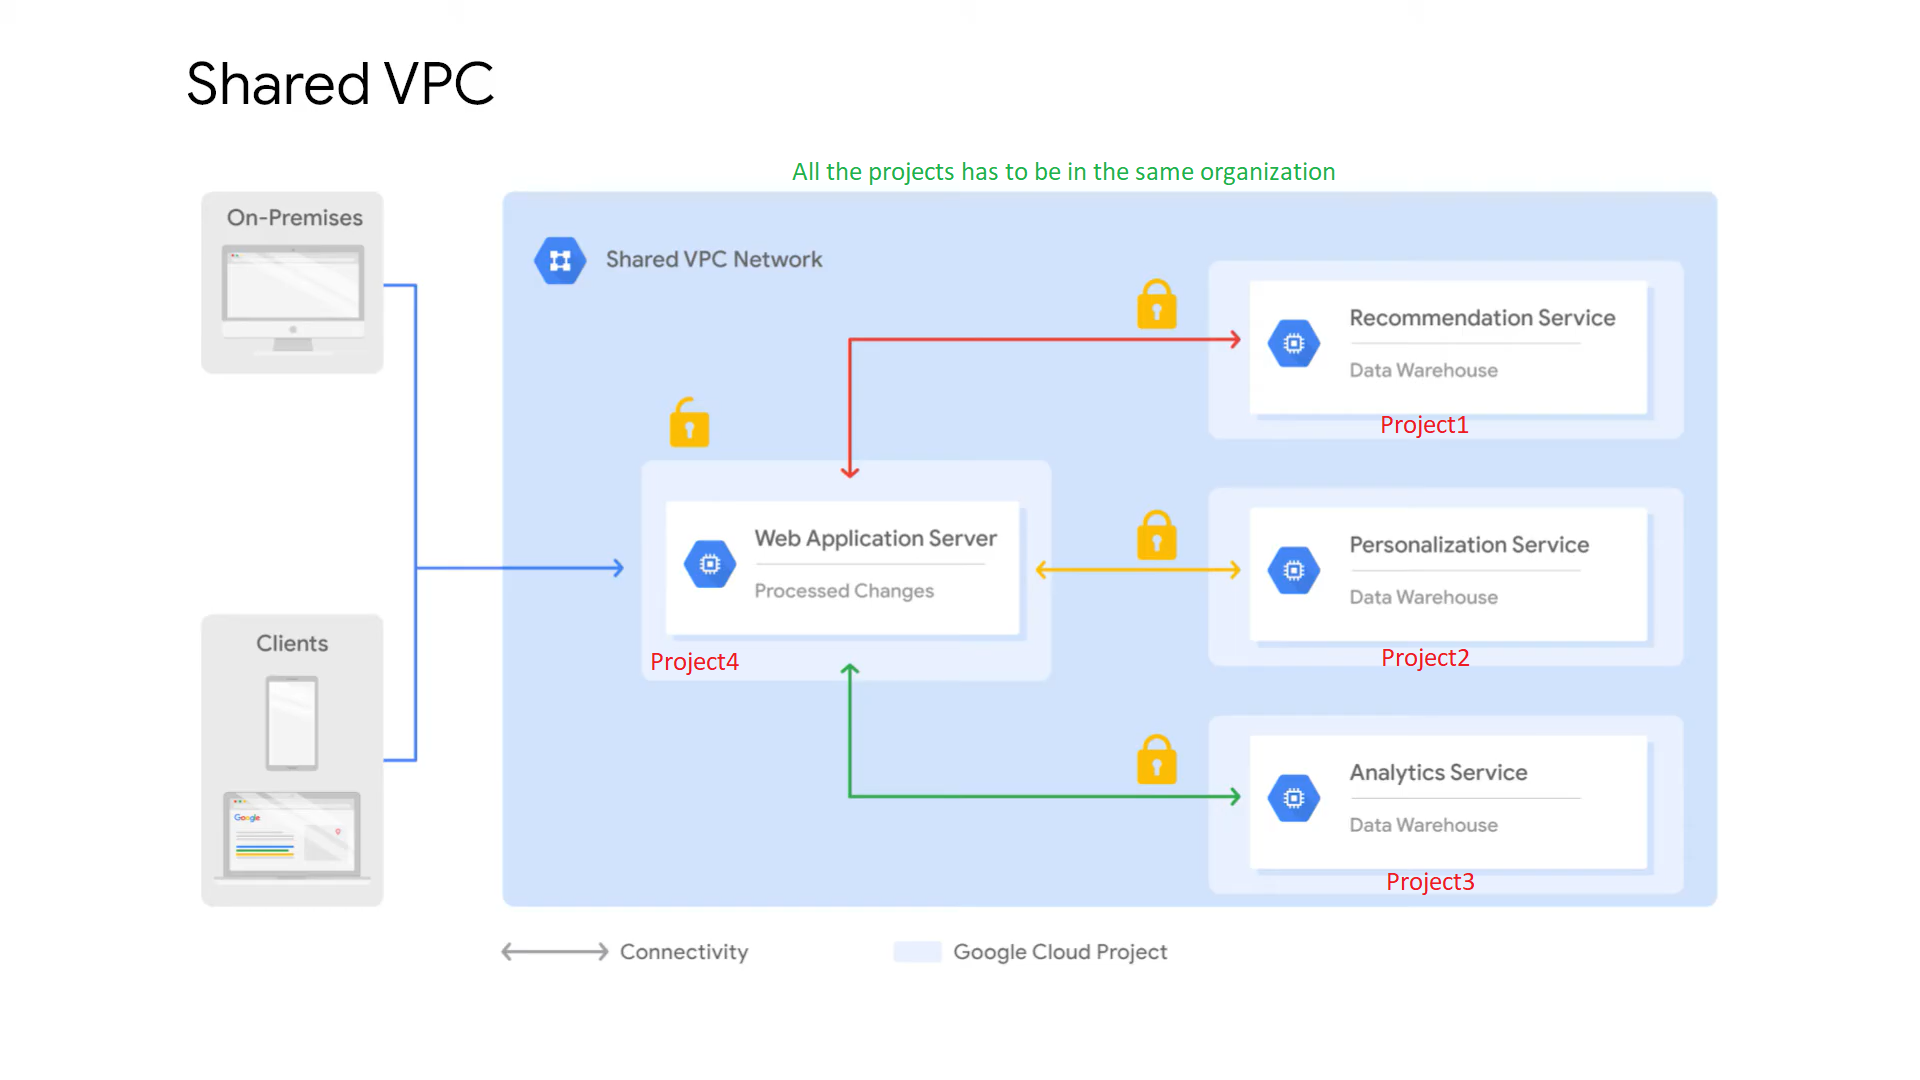 Shared VPC
All the projects has to be in the same organization
On-Premises
Shared VPC Network
Recommendation Service
Data Warehouse
Project1
Web Application Server
Processed Changes
Project4
Personalization Service
Data Warehouse
Project2
Clients
Google
Analytics Service
Data Warehouse
Project3
Connectivity
Google Cloud Project